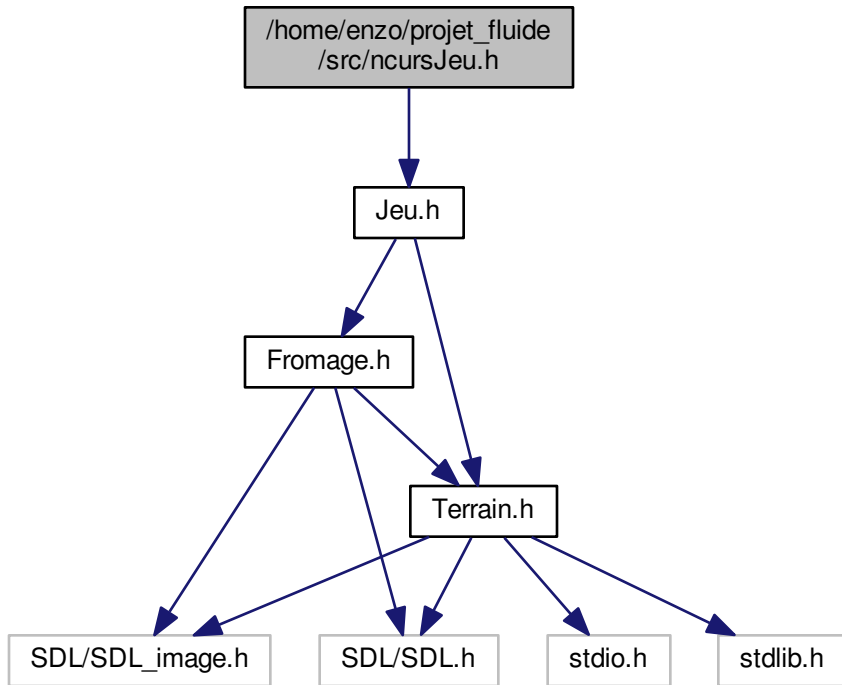 /home/enzo/projet_fluide
/src/ncursJeu.h
Jeu.h
Fromage.h
Terrain.h
SDL/SDL_image.h
SDL/SDL.h
stdio.h
stdlib.h